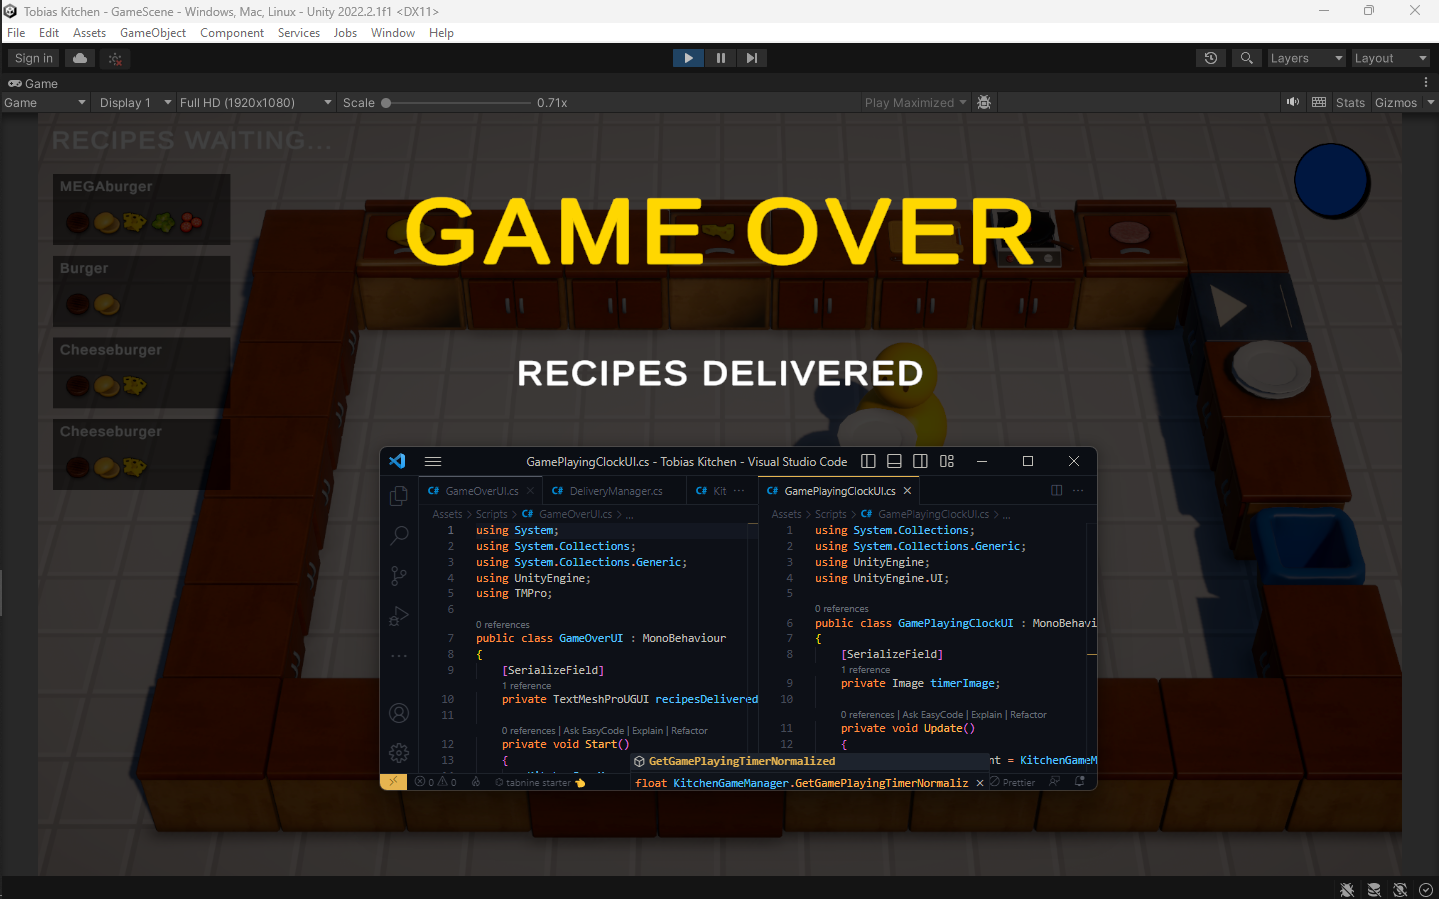 Tobias Kitchen - GameScene - Windows, Mac, Linux - Unity 2022.2.1f1 <DX11>
File Edit Assets GameObject Component Services Jobs Window Help
Sign in
Layers
Layout
Game
Game
Display 1
Full HD (1920x1080)
Scale
0.71x
Play Maximized
Stats
Gizmos
RECIPES WAITING...
MEGAburger
Burger
Cheeseburger
Cheeseburger
GAME OVER
RECIPES DELIVERED
GamePlayingClockUI.cs - Tobias Kitchen - Visual Studio Code
C# GameOverUI.cs
C# DeliveryManager.cs
C# Kit ...
Assets > Scripts > C# GameOverUI.cs > ...
1 using System;
2 using System.Collections;
3 using System.Collections.Generic;
4 using UnityEngine;
5 using TMPro;
6
0 references
7 public class GameOverUI : MonoBehaviour
8 {
9 [SerializeField]
1 reference
10 private TextMeshProUGUI recipesDelivered
11
0 references | Ask EasyCode | Explain | Refactor
12 private void Start()
13 {
C# GamePlayingClockUI.cs
Assets > Scripts > C# GamePlayingClockUI.cs > ...
1 using System.Collections;
2 using System.Collections.Generic;
3 using UnityEngine;
4 using UnityEngine.UI;
5
0 references
6 public class GamePlayingClockUI : MonoBehavi
7 {
8 [SerializeField]
1 reference
9 private Image timerImage;
10
0 references | Ask EasyCode | Explain | Refactor
11 private void Update()
12 {
nt = KitchenGameM
GetGamePlayingTimerNormalized
float KitchenGameManager.GetGamePlayingTimerNormaliz
0 0
tabnine starter
Prettier